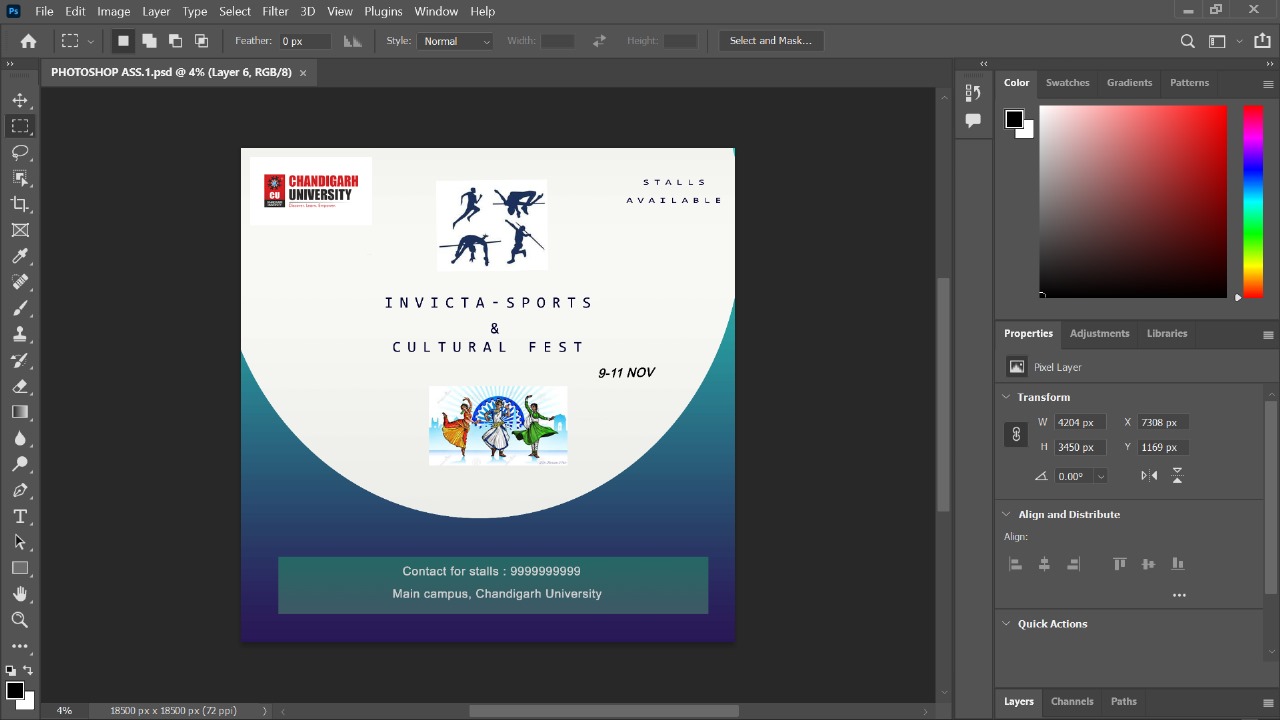 Ps File Edit Image Layer Type Select Filter 3D View Plugins Window Help
Feather: 0 px Style: Normal Width: Height: Select and Mask...
PHOTOSHOP ASS.1.psd @ 4% (Layer 6, RGB/8) ×
Color Swatches Gradients Patterns
CHANDIGARH
UNIVERSITY
CU
STALLS
AVAILABLE
INVICTA-SPORTS
&
CULTURAL FEST
9-11 NOV
Contact for stalls : 9999999999
Main campus, Chandigarh University
Properties Adjustments Libraries
Pixel Layer
Transform
W 4204 px X 7308 px
H 3450 px Y 1169 px
0.00°
Align and Distribute
Align:
Quick Actions
Layers Channels Paths
4% 18500 px x 18500 px (72 ppi)